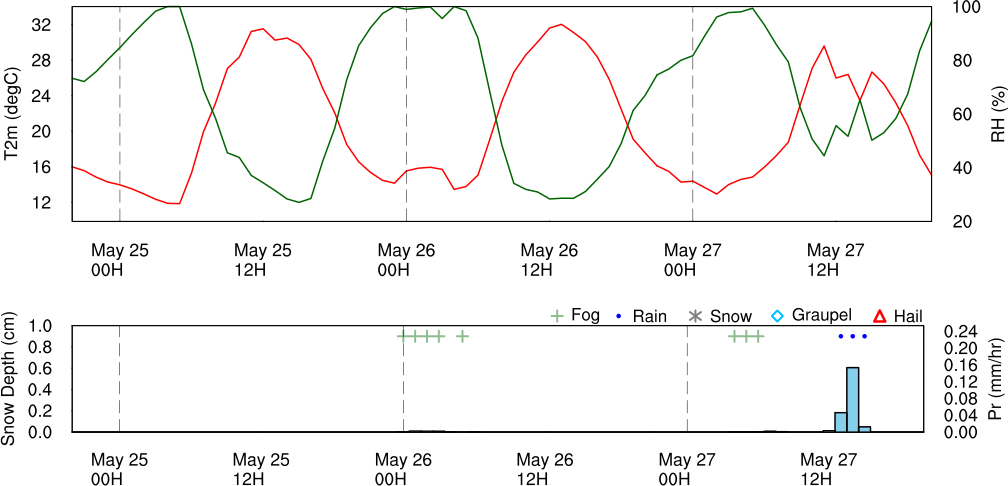 32
28
24
20
16
12
T2m (degC)
100
80
60
40
20
RH (%)
May 25 May 25 May 26 May 26 May 27 May 27
00H 12H 00H 12H 00H 12H
Fog Rain Snow Graupel Hail
1.0
0.8
0.6
0.4
0.2
0.0
Snow Depth (cm)
0.24
0.20
0.16
0.12
0.08
0.04
0.00
Pr (mm/hr)
May 25 May 25 May 26 May 26 May 27 May 27
00H 12H 00H 12H 00H 12H